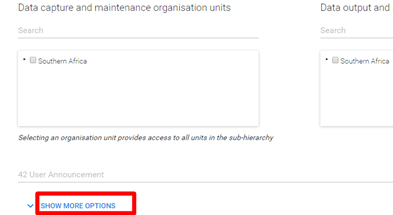 Data capture and maintenance organisation units
Data output and
Search
Search
Southern Africa
Southern Africa
Selecting an organisation unit provides access to all units in the sub-hierarchy
42 User Announcement
SHOW MORE OPTIONS